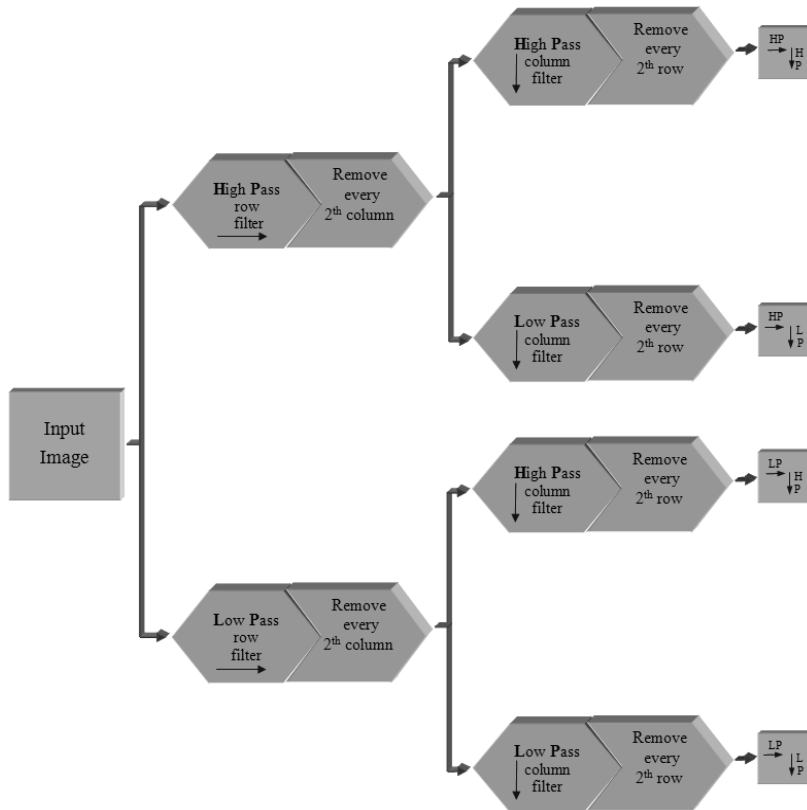 High Pass
column
filter
Remove
every
2th row
HP
H
P
High Pass
row
filter
Remove
every
2th column
Low Pass
column
filter
Remove
every
2th row
HP
L
P
Input
Image
High Pass
column
filter
Remove
every
2th row
LP
H
P
Low Pass
row
filter
Remove
every
2th column
Low Pass
column
filter
Remove
every
2th row
LP
L
P